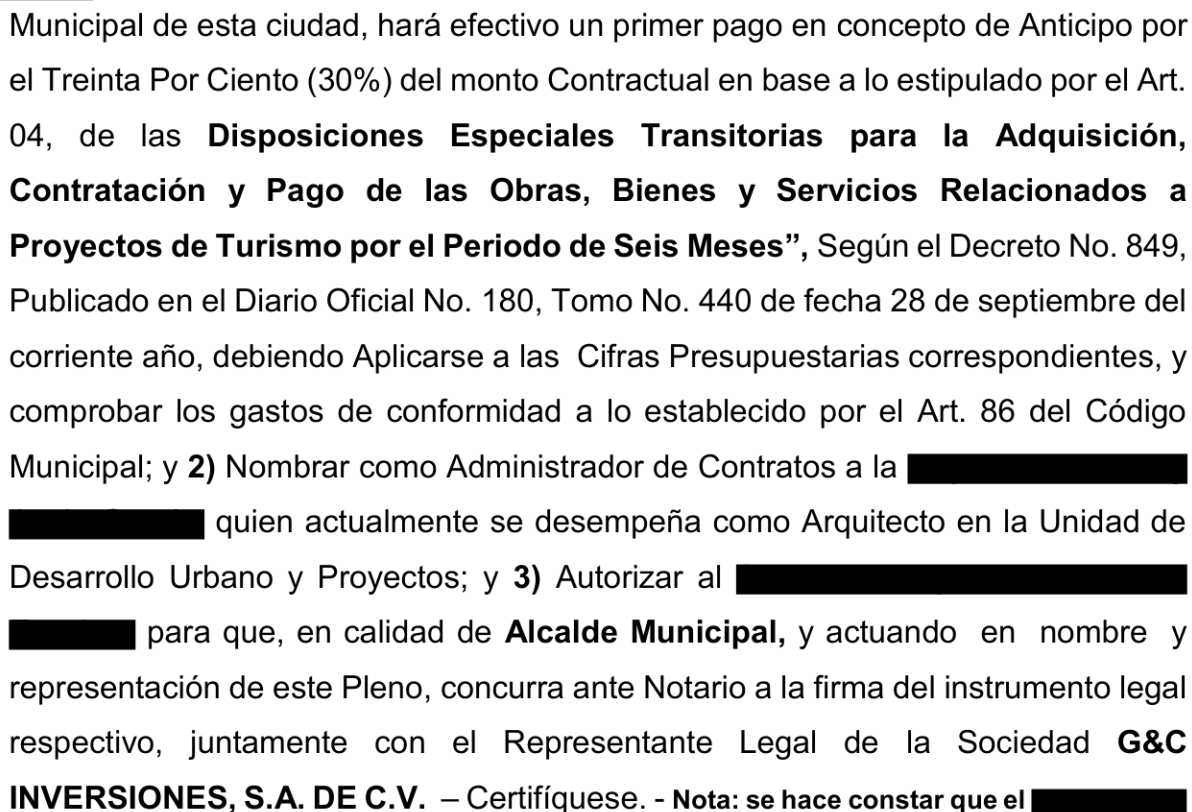 Municipal de esta ciudad, hará efectivo un primer pago en concepto de Anticipo por
el Treinta Por Ciento (30%) del monto Contractual en base a lo estipulado por el Art.
04, de las Disposiciones Especiales Transitorias para la Adquisición,
Contratación y Pago de las Obras, Bienes y Servicios Relacionados a
Proyectos de Turismo por el Periodo de Seis Meses”, Según el Decreto No. 849,
Publicado en el Diario Oficial No. 180, Tomo No. 440 de fecha 28 de septiembre del
corriente año, debiendo Aplicarse a las Cifras Presupuestarias correspondientes, y
comprobar los gastos de conformidad a lo establecido por el Art. 86 del Código
Municipal; y 2) Nombrar como Administrador de Contratos a la
quien actualmente se desempeña como Arquitecto en la Unidad de
Desarrollo Urbano y Proyectos; y 3) Autorizar al
para que, en calidad de Alcalde Municipal, y actuando en nombre y
representación de este Pleno, concurra ante Notario a la firma del instrumento legal
respectivo, juntamente con el Representante Legal de la Sociedad G&C
INVERSIONES, S.A. DE C.V. – Certifíquese. - Nota: se hace constar que el